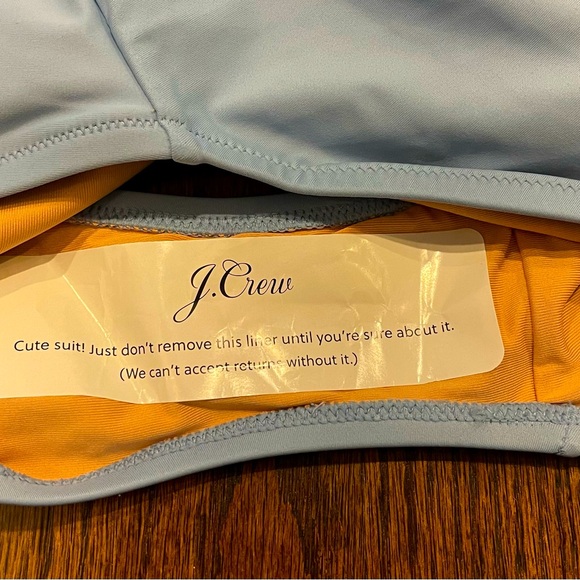 J.Crew
Cute suit! Just don't remove this liner until you're sure about it.
(We can't accept returns without it.)